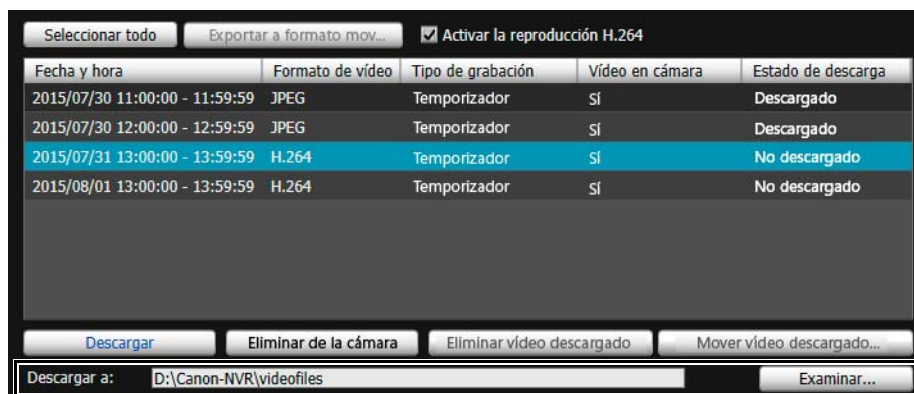 Seleccionar todo Exportar a formato mov... Activar la reproducción H.264
Fecha y hora Formato de vídeo Tipo de grabación Vídeo en cámara Estado de descarga
2015/07/30 11:00:00 - 11:59:59 JPEG Temporizador SÍ Descargado
2015/07/30 12:00:00 - 12:59:59 JPEG Temporizador SÍ Descargado
2015/07/31 13:00:00 - 13:59:59 H.264 Temporizador SÍ No descargado
2015/08/01 13:00:00 - 13:59:59 H.264 Temporizador SÍ No descargado
Descargar Eliminar de la cámara Eliminar vídeo descargado Mover vídeo descargado...
Descargar a: D:\Canon-NVR\videofiles Examinar...